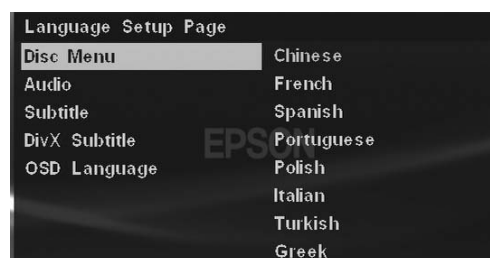 Language Setup Page
Disc Menu
Audio
Subtitle
DivX Subtitle
OSD Language
EPSON
Chinese
French
Spanish
Portuguese
Polish
Italian
Turkish
Greek